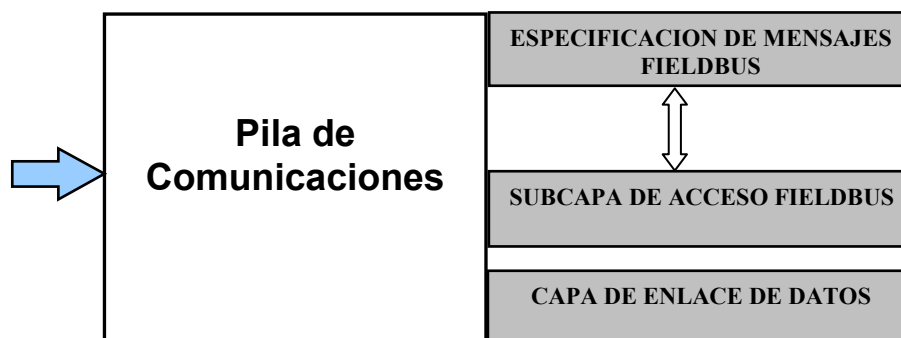 Pila de
Comunicaciones
ESPECIFICACION DE MENSAJES
FIELDBUS
SUBCAPA DE ACCESO FIELDBUS
CAPA DE ENLACE DE DATOS